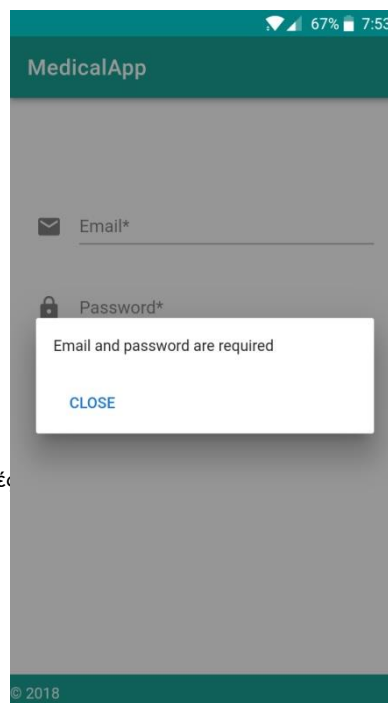 67% 7:53
MedicalApp
Email*
Password*
Email and password are required
CLOSE
© 2018